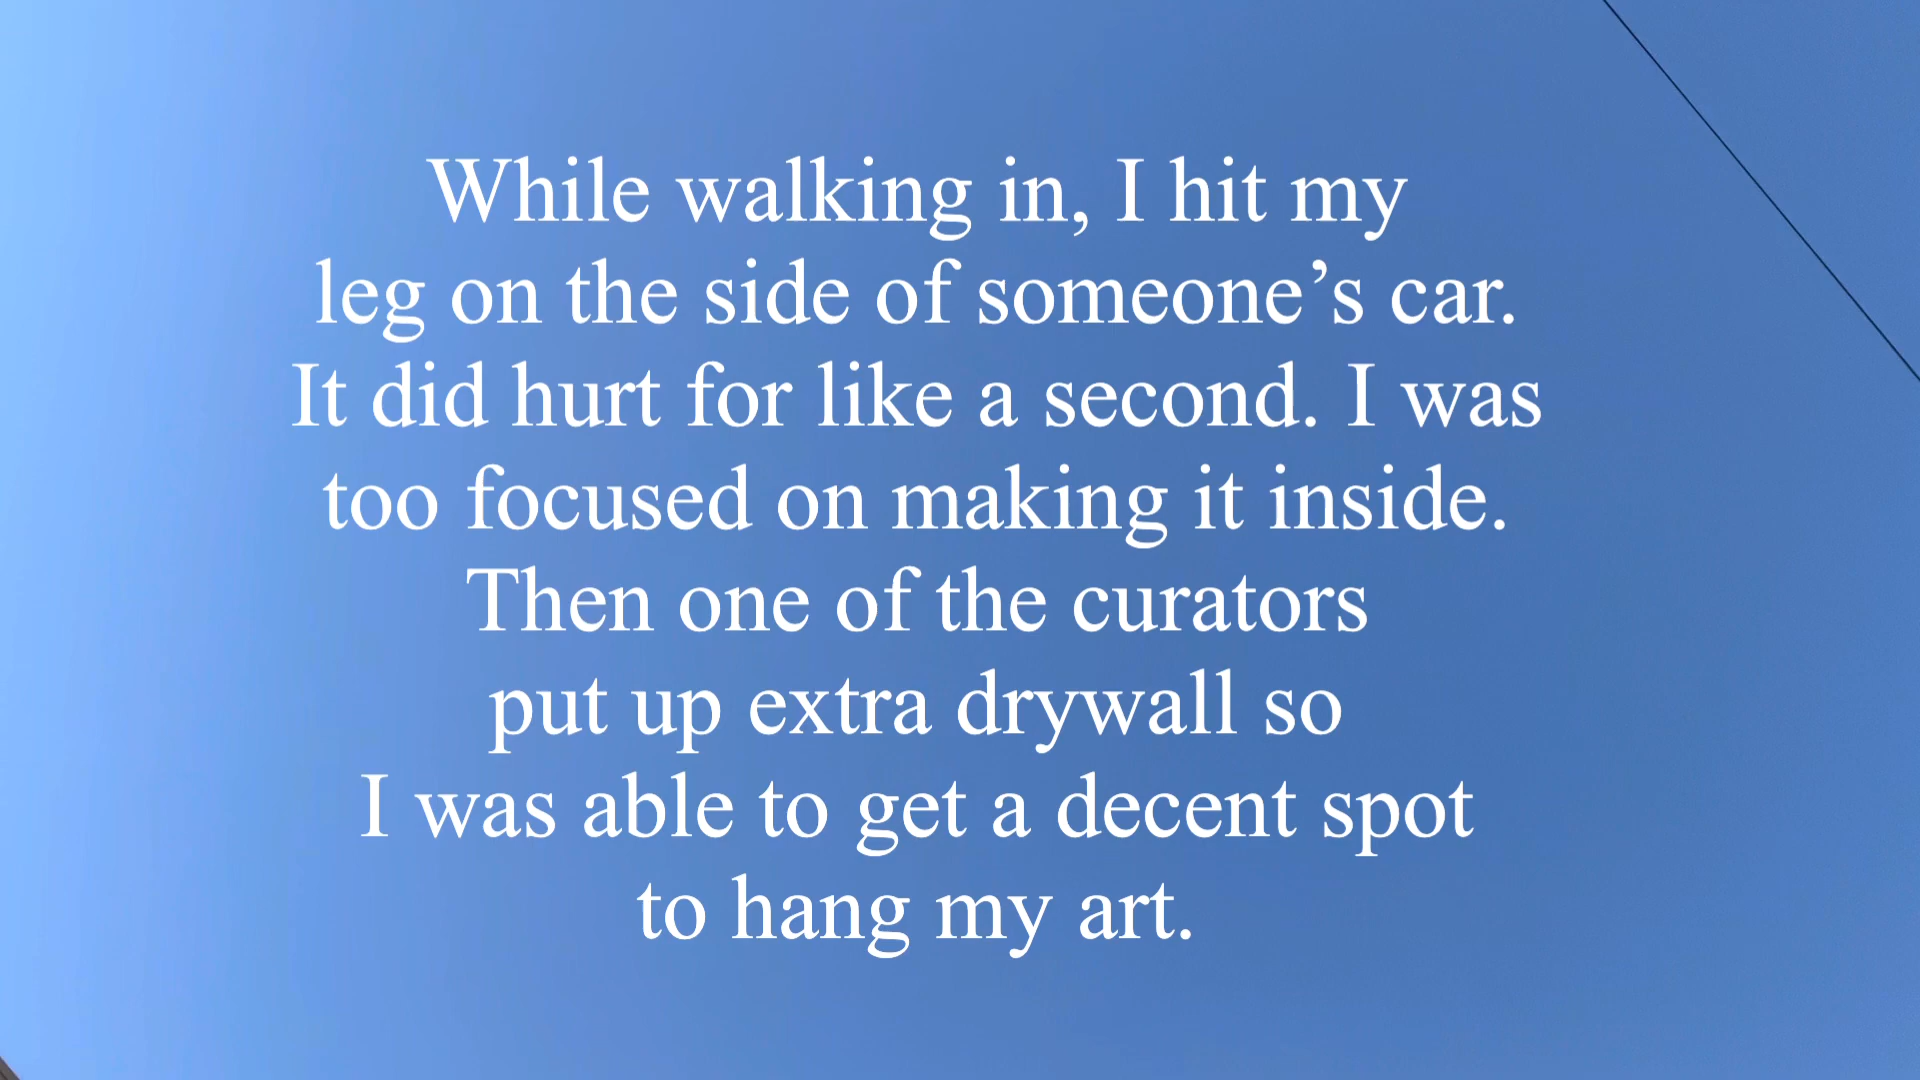 While walking in, I hit my
leg on the side of someone’s car.
It did hurt for like a second. I was
too focused on making it inside.
Then one of the curators
put up extra drywall so
I was able to get a decent spot
to hang my art.